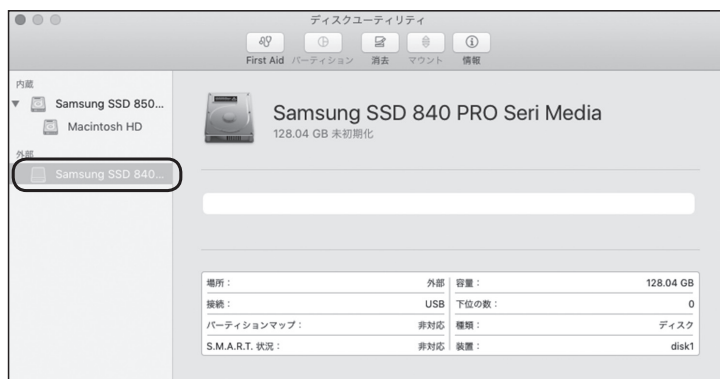 ディスクユーティリティ
First Aid パーティション 消去 マウント 情報
内蔵
Samsung SSD 850...
Macintosh HD
外部
Samsung SSD 840...
Samsung SSD 840 PRO Seri Media
128.04 GB 未初期化
場所： 外部 容量： 128.04 GB
接続： USB 下位の数： 0
パーティションマップ： 非対応 種類： ディスク
S.M.A.R.T. 状況： 非対応 装置： disk1